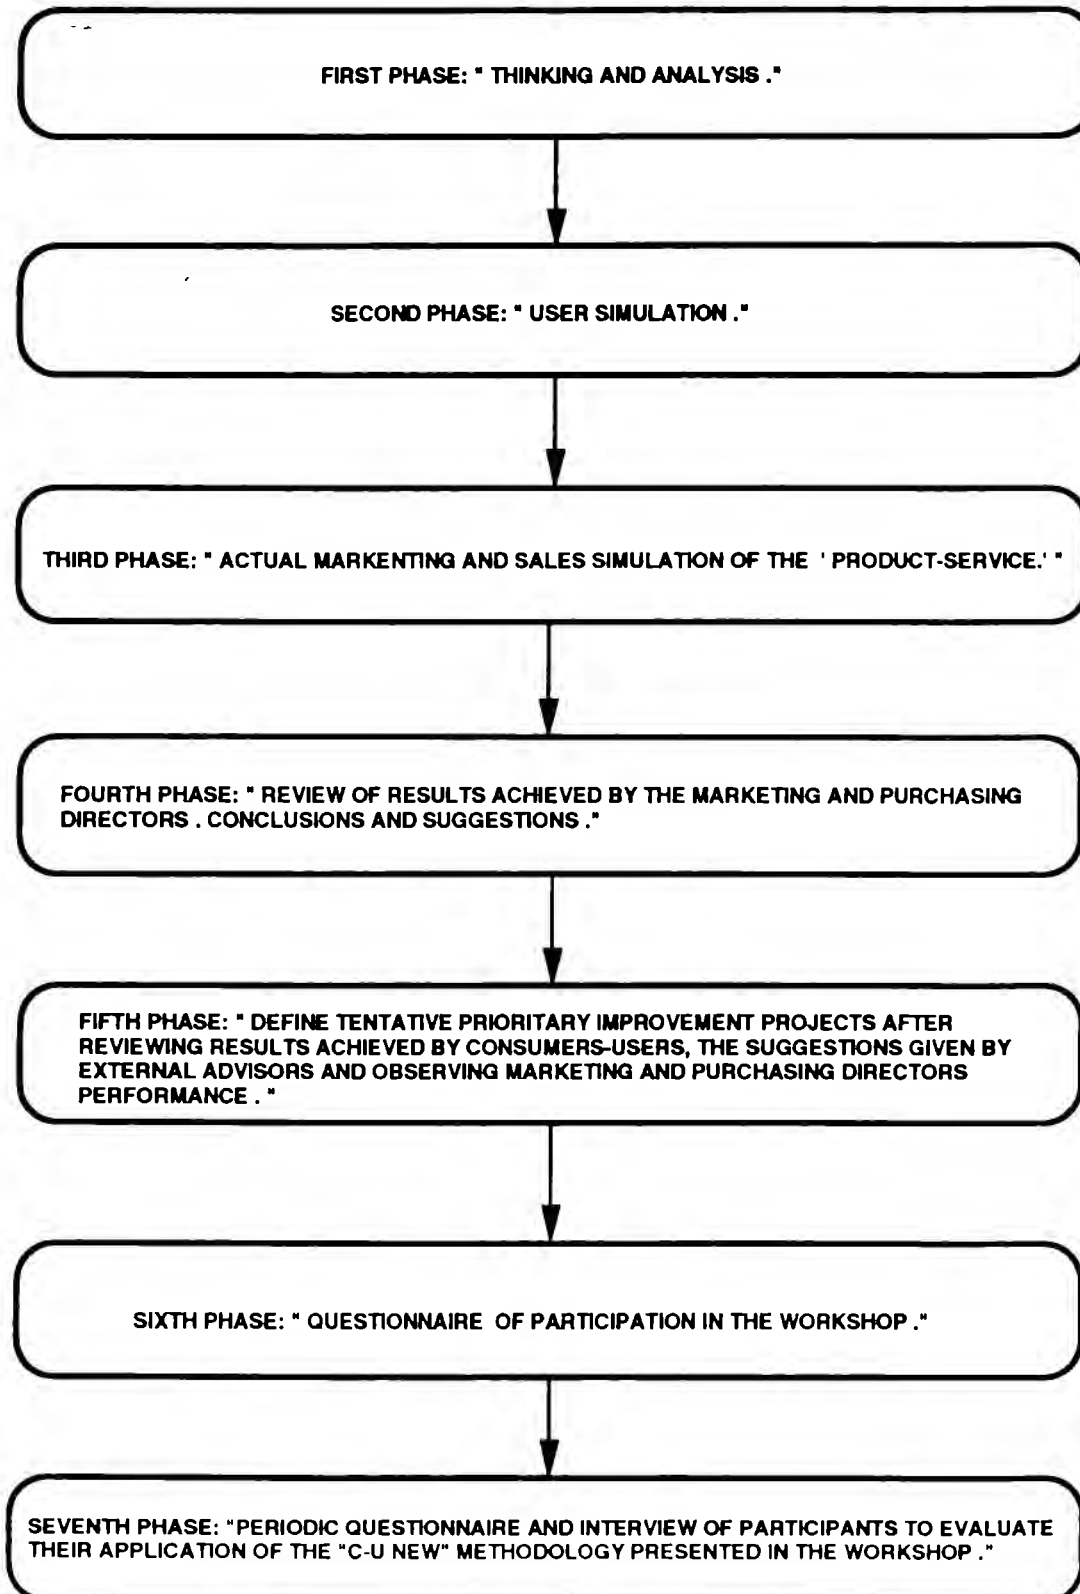 FIRST PHASE: " THINKING AND ANALYSIS ."
SECOND PHASE: " USER SIMULATION ."
THIRD PHASE: " ACTUAL MARKENTING AND SALES SIMULATION OF THE ' PRODUCT-SERVICE.' "
FOURTH PHASE: " REVIEW OF RESULTS ACHIEVED BY THE MARKETING AND PURCHASING
DIRECTORS . CONCLUSIONS AND SUGGESTIONS ."
FIFTH PHASE: " DEFINE TENTATIVE PRIORITARY IMPROVEMENT PROJECTS AFTER
REVIEWING RESULTS ACHIEVED BY CONSUMERS-USERS, THE SUGGESTIONS GIVEN BY
EXTERNAL ADVISORS AND OBSERVING MARKETING AND PURCHASING DIRECTORS
PERFORMANCE . "
SIXTH PHASE: " QUESTIONNAIRE OF PARTICIPATION IN THE WORKSHOP ."
SEVENTH PHASE: "PERIODIC QUESTIONNAIRE AND INTERVIEW OF PARTICIPANTS TO EVALUATE
THEIR APPLICATION OF THE "C-U NEW" METHODOLOGY PRESENTED IN THE WORKSHOP ."